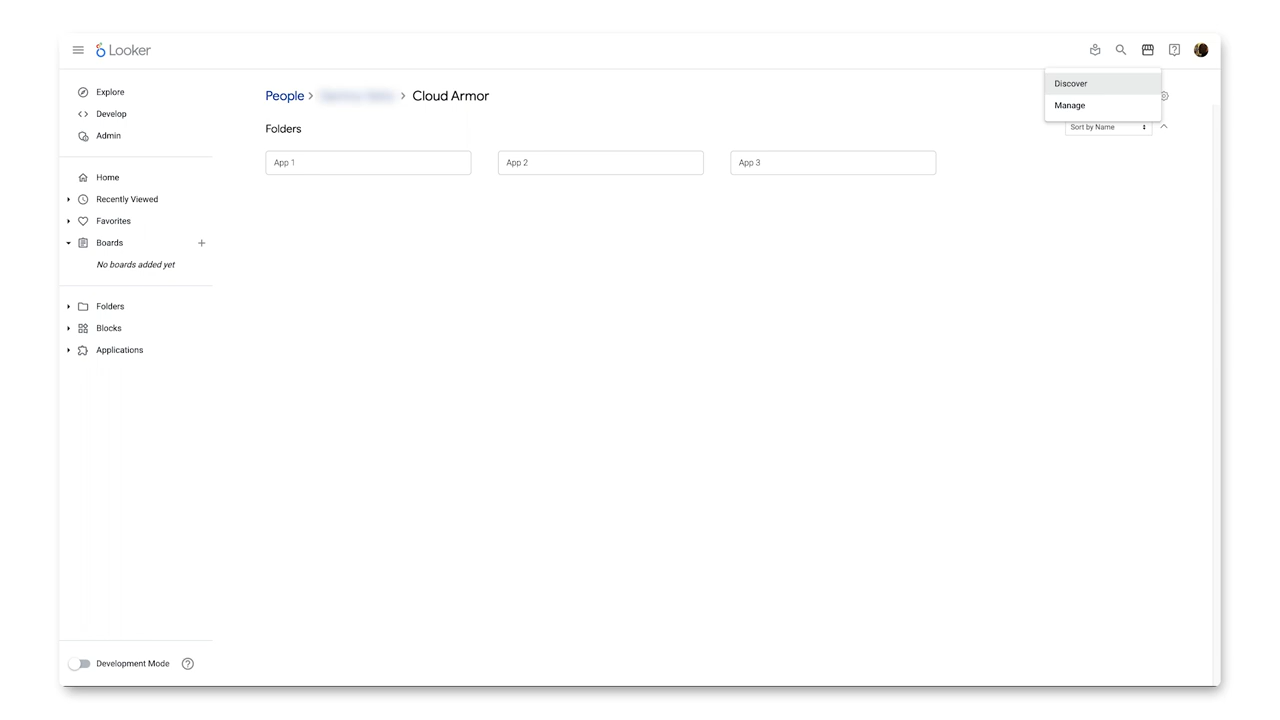 Looker
Discover
Manage
Explore
Develop
Admin
People > > Cloud Armor
Folders
Sort by Name
App 1
App 2
App 3
Home
Recently Viewed
Favorites
Boards
No boards added yet
Folders
Blocks
Applications
Development Mode